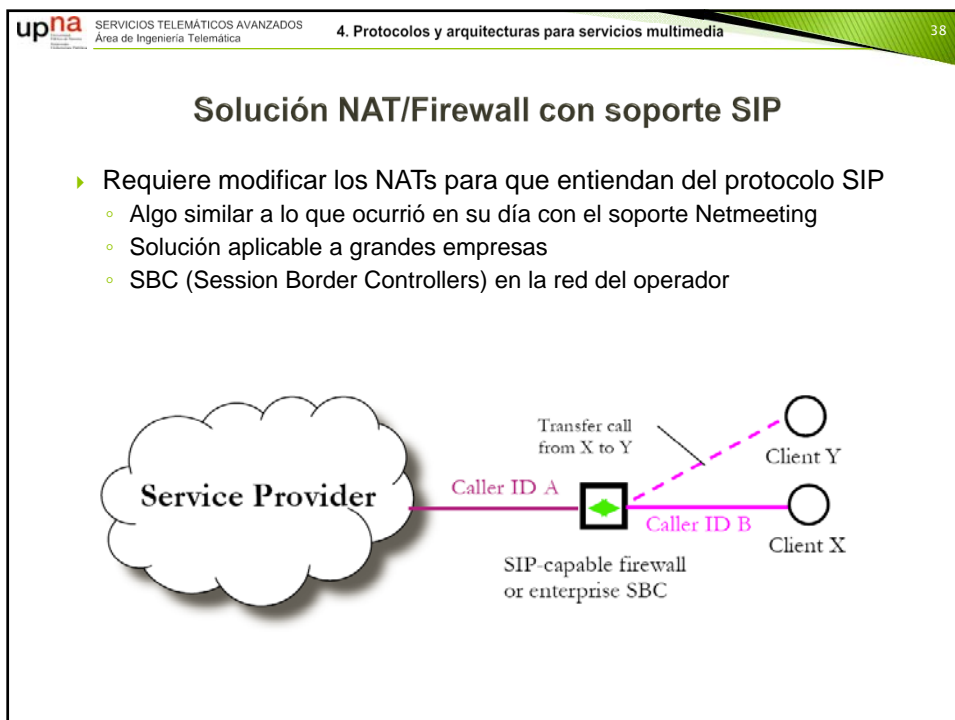 upna
SERVICIOS TELEMÁTICOS AVANZADOS
Área de Ingeniería Telemática
4. Protocolos y arquitecturas para servicios multimedia
38
Solución NAT/Firewall con soporte SIP
Requiere modificar los NATs para que entiendan del protocolo SIP
Algo similar a lo que ocurrió en su día con el soporte Netmeeting
Solución aplicable a grandes empresas
SBC (Session Border Controllers) en la red del operador
Transfer call
from X to Y
Client Y
Service Provider
Caller ID A
Caller ID B
Client X
SIP-capable firewall
or enterprise SBC